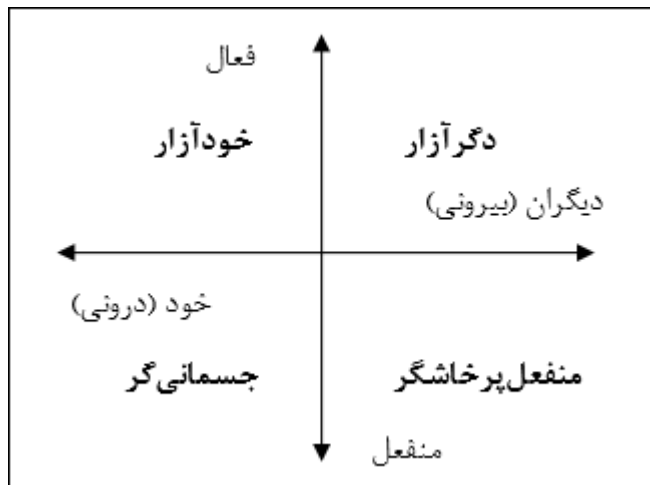 فعال
دگرآزار
خودآزار
دیگران (بیرونی)
خود (درونی)
منفعل‌پرخاشگر
جسمانی‌گر
منفعل